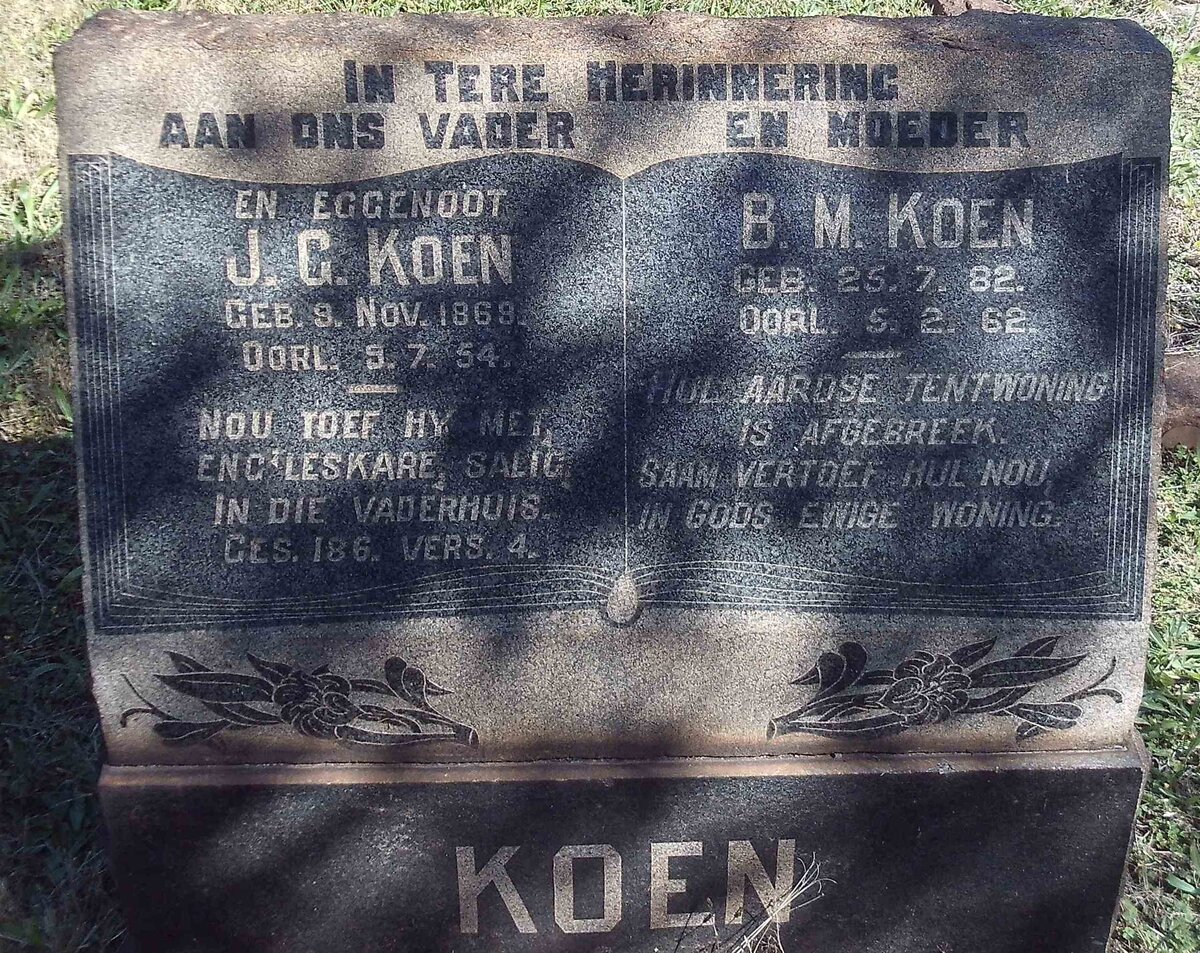 IN TERE HERINNERING
AAN ONS VADER EN MOEDER
EN EGGENOOT
J. G. KOEN
GEB. 9. NOV. 1869.
OORL. 9. 7. 54.
NOU TOEF HY MET,
ENG'LESKARE, SALIG,
IN DIE VADERHUIS.
GES. 186. VERS. 4.
B. M. KOEN
GEB. 25. 7. 82.
OORL. 5. 2. 62.
HUL AARDSE TENTWONING
IS AFGEBREEK.
SAAM VERTOEF HUL NOU,
IN GODS EWIGE WONING.
KOEN